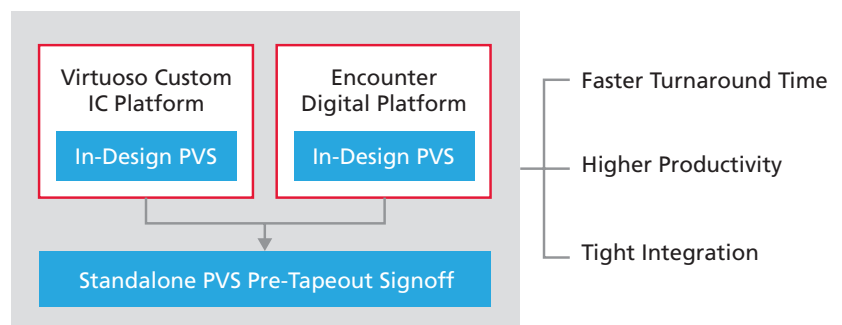 Virtuoso Custom
IC Platform
In-Design PVS
Encounter
Digital Platform
In-Design PVS
Standalone PVS Pre-Tapeout Signoff
Faster Turnaround Time
Higher Productivity
Tight Integration